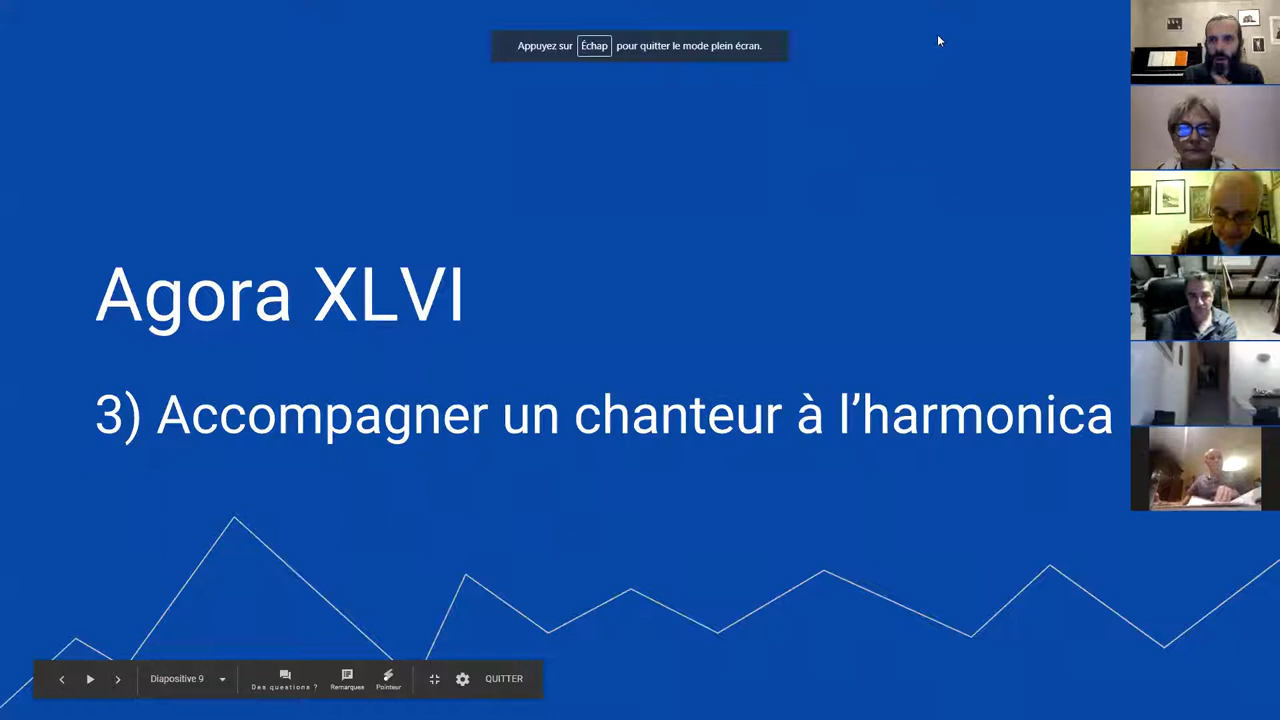 Appuyez sur Échap pour quitter le mode plein écran.
Agora XLVI
3) Accompagner un chanteur à l’harmonica
Diapositive 9
Des questions ?
Remarques
Pointeur
QUITTER